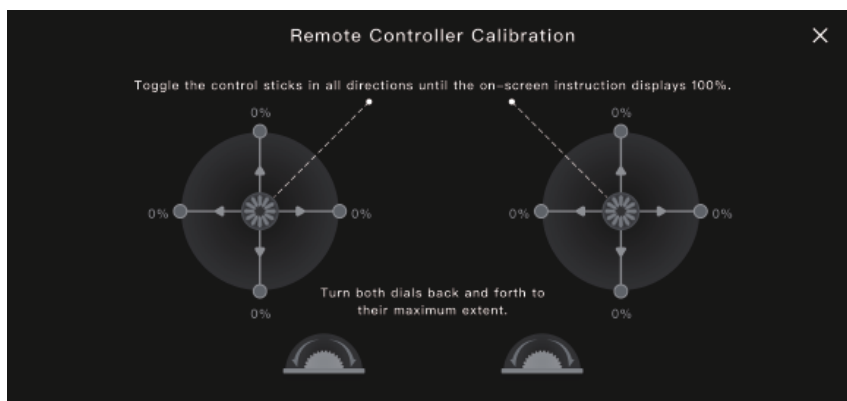 Remote Controller Calibration
Toggle the control sticks in all directions until the on-screen instruction displays 100%.
0%
0%
0%
0%
0%
0%
0%
0%
Turn both dials back and forth to
their maximum extent.